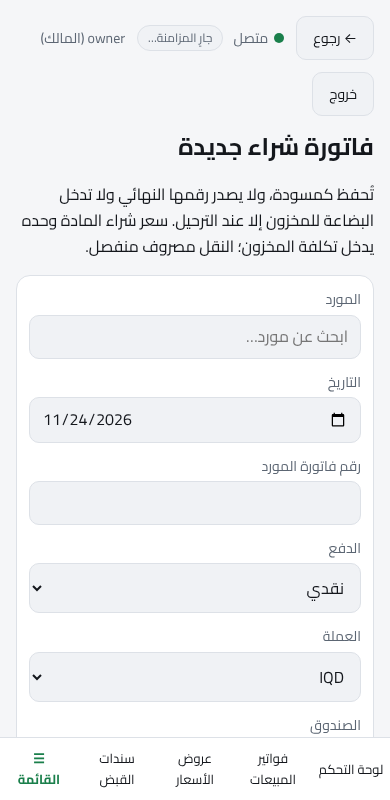 ← رجوع
متصل
جارٍ المزامنة...
owner (المالك)
خروج
فاتورة شراء جديدة
تُحفظ كمسودة، ولا يصدر رقمها النهائي ولا تدخل
البضاعة للمخزون إلا عند الترحيل. سعر شراء المادة وحده
يدخل تكلفة المخزون؛ النقل مصروف منفصل.
المورد
ابحث عن مورد...
التاريخ
11/24/2026
رقم فاتورة المورد
الدفع
نقدي
العملة
IQD
الصندوق
لوحة التحكم
فواتير
المبيعات
عروض
الأسعار
سندات
القبض
☰
القائمة